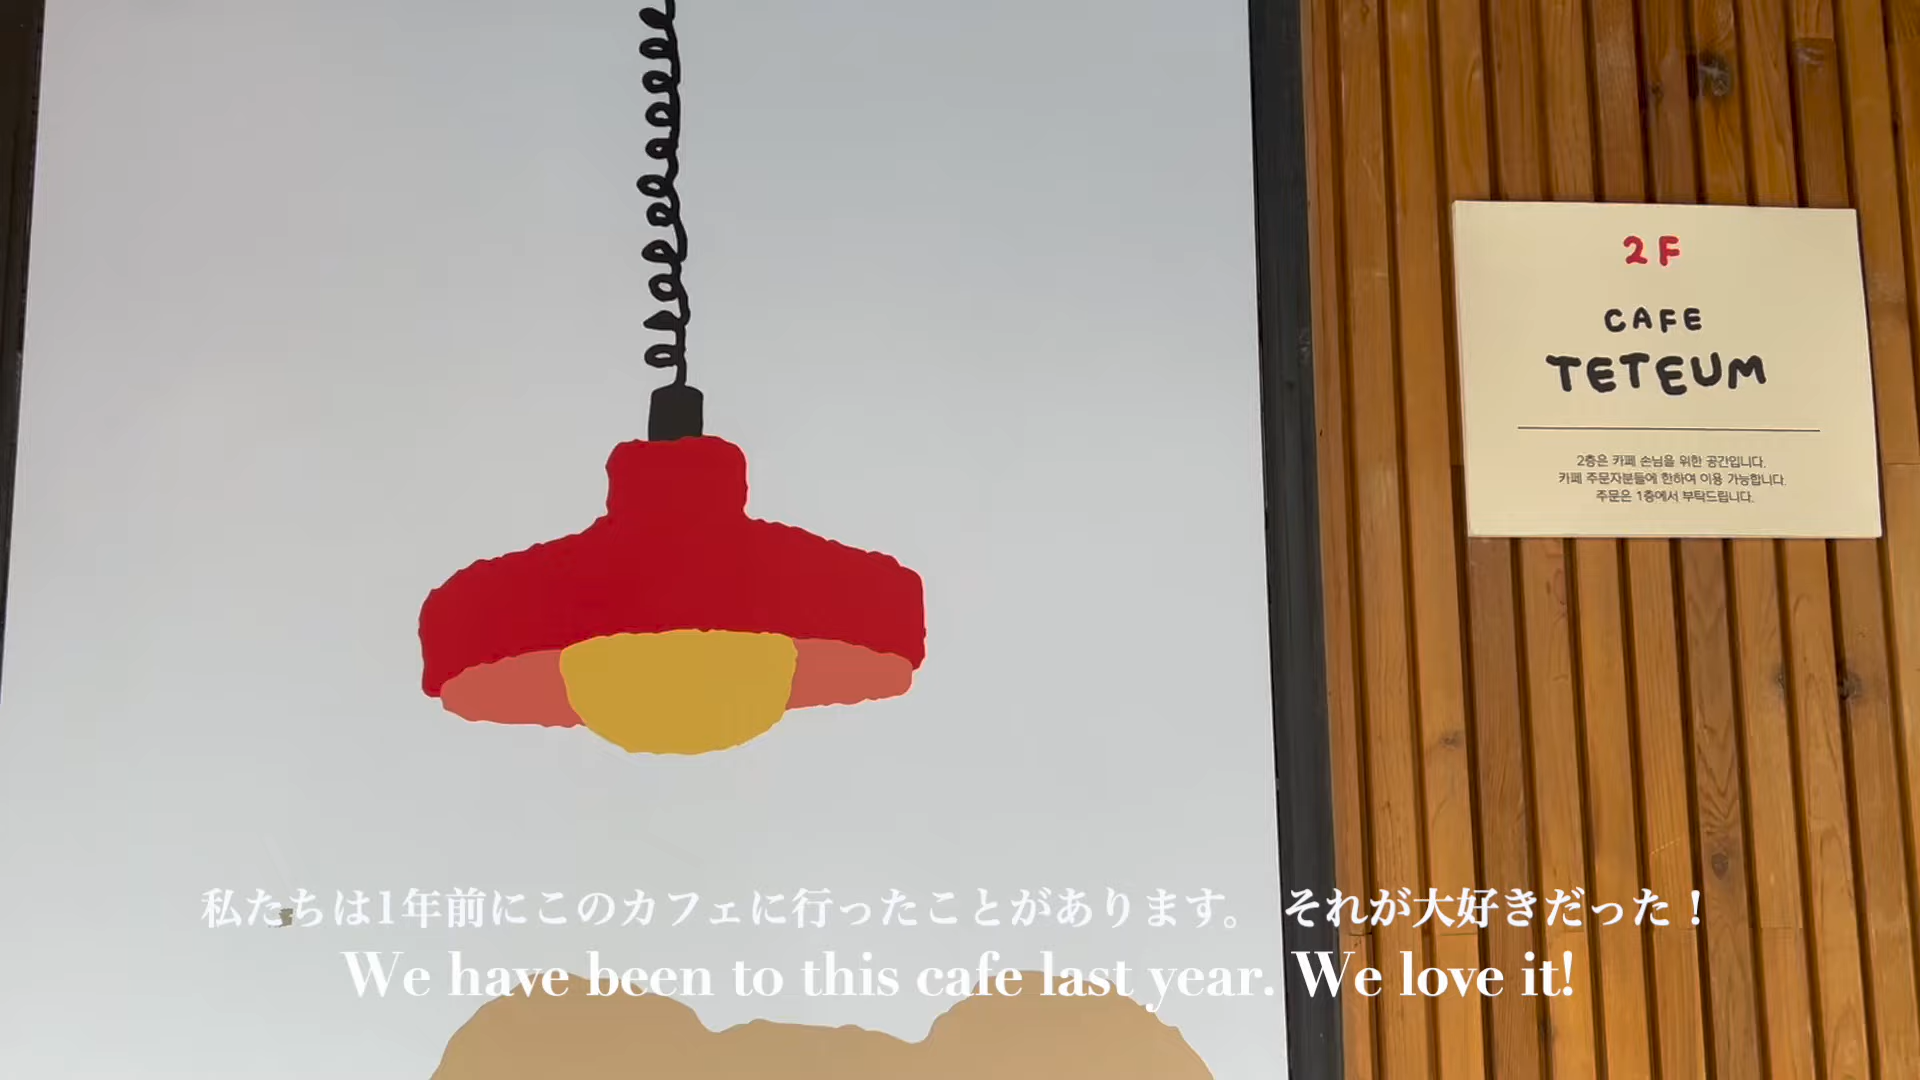 2F
CAFE
TETEUM
2층은 카페 손님을 위한 공간입니다.
카페 주문자분들에 한하여 이용 가능합니다.
주문은 1층에서 부탁드립니다.
私たちは1年前にこのカフェに行ったことがあります。 それが大好きだった！
We have been to this cafe last year. We love it!